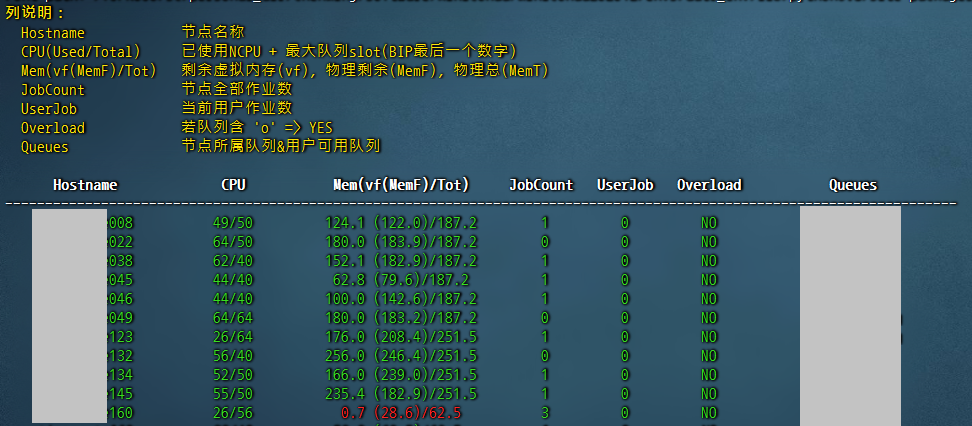 列说明：
Hostname 节点名称
CPU(Used/Total) 已使用NCPU + 最大队列slot(BIP最后一个数字)
Mem(vf(MemF)/Tot) 剩余虚拟内存(vf), 物理剩余(MemF), 物理总(MemT)
JobCount 节点全部作业数
UserJob 当前用户作业数
Overload 若队列含 'o' => YES
Queues 节点所属队列&用户可用队列
Hostname CPU Mem(vf(MemF)/Tot) JobCount UserJob Overload Queues
008 49/50 124.1 (122.0)/187.2 1 0 NO
022 64/50 180.0 (183.9)/187.2 0 0 NO
038 62/40 152.1 (182.9)/187.2 1 0 NO
045 44/40 62.8 (79.6)/187.2 1 0 NO
046 44/40 100.0 (142.6)/187.2 1 0 NO
049 64/64 180.0 (183.2)/187.2 0 0 NO
123 26/64 176.0 (208.4)/251.5 1 0 NO
132 56/40 256.0 (246.4)/251.5 0 0 NO
134 52/50 166.0 (239.0)/251.5 1 0 NO
145 55/50 235.4 (182.9)/251.5 1 0 NO
160 26/56 0.7 (28.6)/62.5 3 0 NO